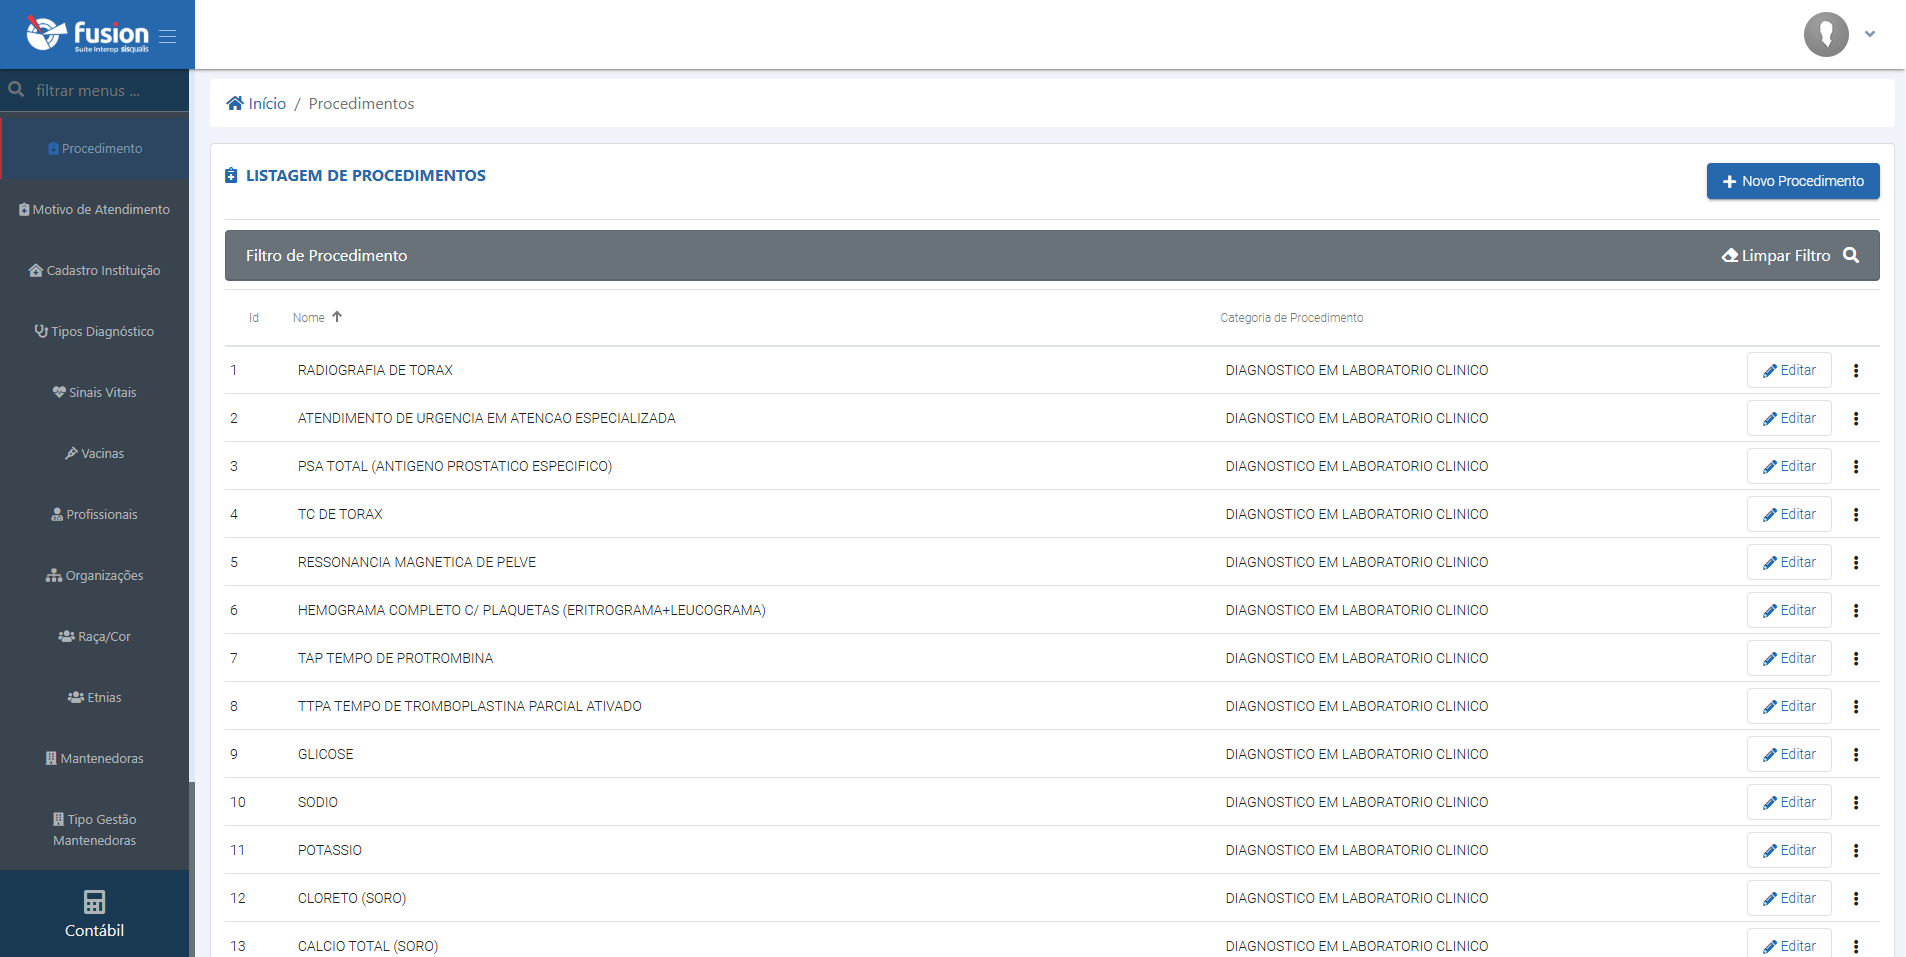 fusion
Suite Interop sisqualis
filtrar menus ...
Procedimento
Motivo de Atendimento
Cadastro Instituição
Tipos Diagnóstico
Sinais Vitais
Vacinas
Profissionais
Organizações
Raça/Cor
Etnias
Mantenedoras
Tipo Gestão
Mantenedoras
Contábil
Início / Procedimentos
LISTAGEM DE PROCEDIMENTOS
Novo Procedimento
Filtro de Procedimento Limpar Filtro
Id Nome Categoria de Procedimento
1 RADIOGRAFIA DE TORAX DIAGNOSTICO EM LABORATORIO CLINICO Editar
2 ATENDIMENTO DE URGENCIA EM ATENCAO ESPECIALIZADA DIAGNOSTICO EM LABORATORIO CLINICO Editar
3 PSA TOTAL (ANTIGENO PROSTATICO ESPECIFICO) DIAGNOSTICO EM LABORATORIO CLINICO Editar
4 TC DE TORAX DIAGNOSTICO EM LABORATORIO CLINICO Editar
5 RESSONANCIA MAGNETICA DE PELVE DIAGNOSTICO EM LABORATORIO CLINICO Editar
6 HEMOGRAMA COMPLETO C/ PLAQUETAS (ERITROGRAMA+LEUCOGRAMA) DIAGNOSTICO EM LABORATORIO CLINICO Editar
7 TAP TEMPO DE PROTROMBINA DIAGNOSTICO EM LABORATORIO CLINICO Editar
8 TTPA TEMPO DE TROMBOPLASTINA PARCIAL ATIVADO DIAGNOSTICO EM LABORATORIO CLINICO Editar
9 GLICOSE DIAGNOSTICO EM LABORATORIO CLINICO Editar
10 SODIO DIAGNOSTICO EM LABORATORIO CLINICO Editar
11 POTASSIO DIAGNOSTICO EM LABORATORIO CLINICO Editar
12 CLORETO (SORO) DIAGNOSTICO EM LABORATORIO CLINICO Editar
13 CALCIO TOTAL (SORO) DIAGNOSTICO EM LABORATORIO CLINICO Editar